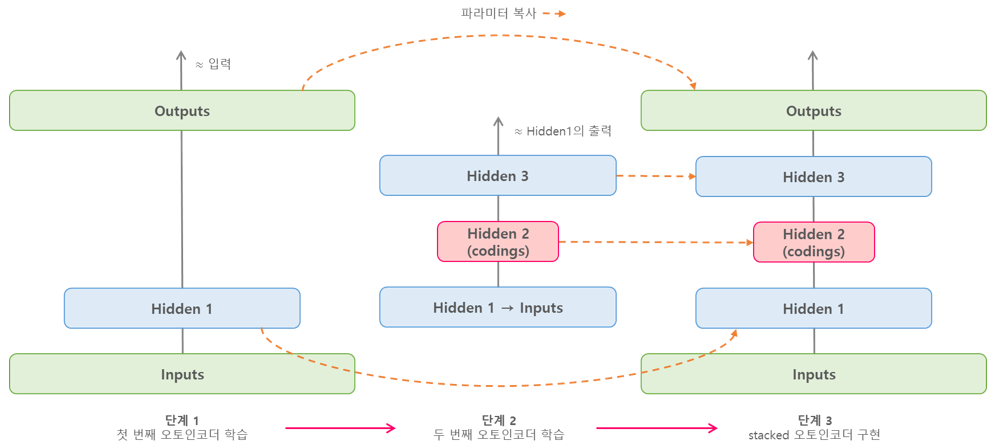 파라미터 복사
≈ 입력
Outputs
Outputs
≈ Hidden1의 출력
Hidden 3
Hidden 3
Hidden 2
(codings)
Hidden 2
(codings)
Hidden 1
Hidden 1 → Inputs
Hidden 1
Inputs
Inputs
단계 1
첫 번째 오토인코더 학습
단계 2
두 번째 오토인코더 학습
단계 3
stacked 오토인코더 구현